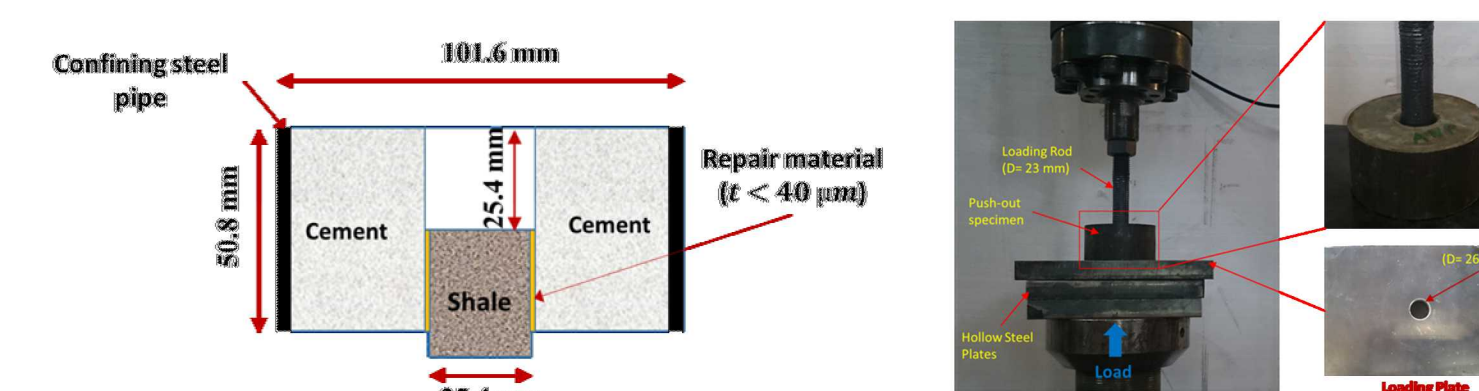 Confining steel
pipe
101.6 mm
50.8 mm
25.4 mm
Cement
Cement
Shale
Repair material
(t < 40 μm)
Loading Rod
(D= 23 mm)
Push-out
specimen
Hollow Steel
Plates
Load
(D= 26
Loading Plate